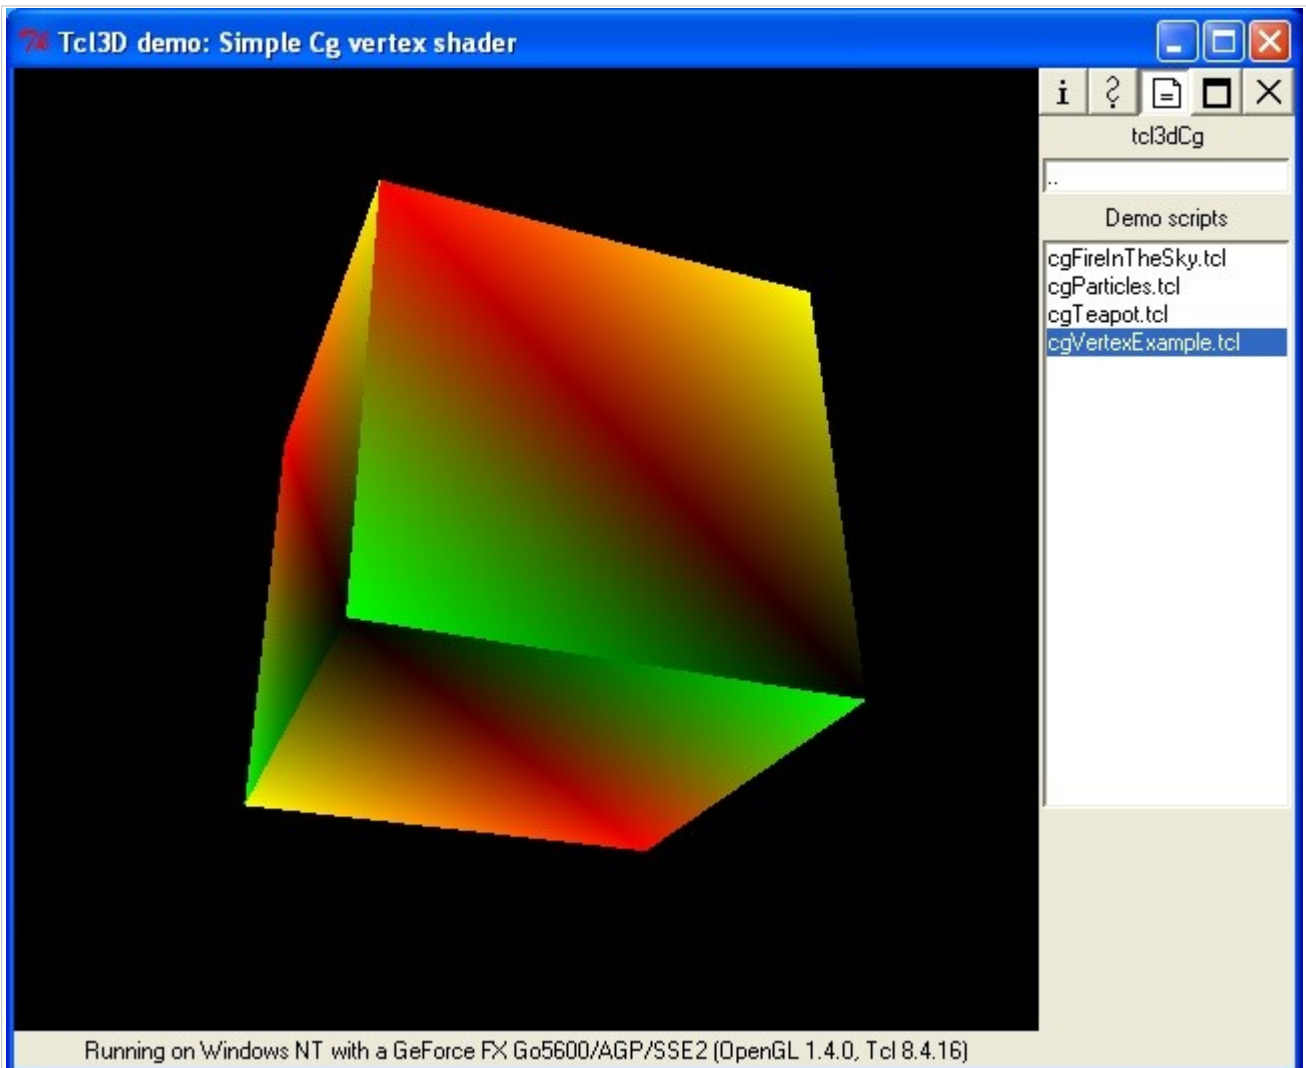 Tcl3D demo: Simple Cg vertex shader
i ?
tcl3dCg
..
Demo scripts
cgFireInTheSky.tcl
cgParticles.tcl
cgTeapot.tcl
cgVertexExample.tcl
Running on Windows NT with a GeForce FX Go5600/AGP/SSE2 (OpenGL 1.4.0, Tcl 8.4.16)